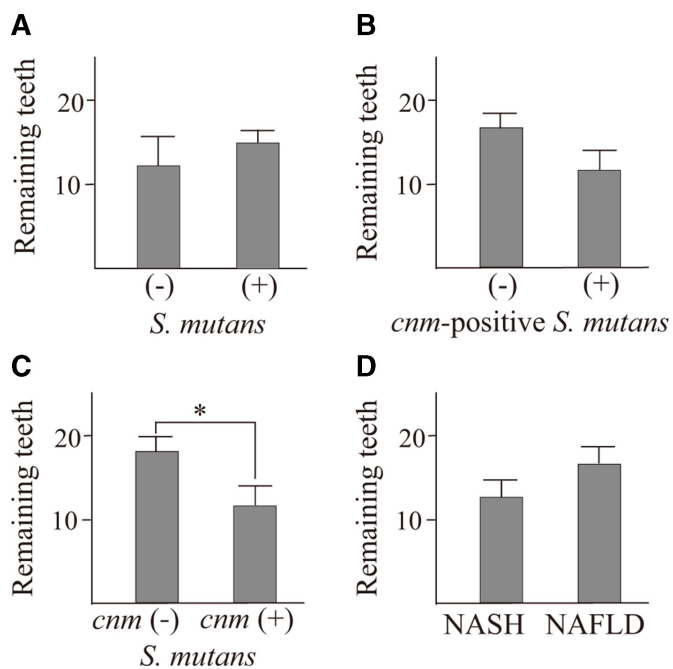 A
Remaining teeth
20
10
(-) (+)
S. mutans
B
Remaining teeth
20
10
(-) (+)
cnm-positive S. mutans
C
Remaining teeth
20
10
*
cnm (-) cnm (+)
S. mutans
D
Remaining teeth
20
10
NASH NAFLD